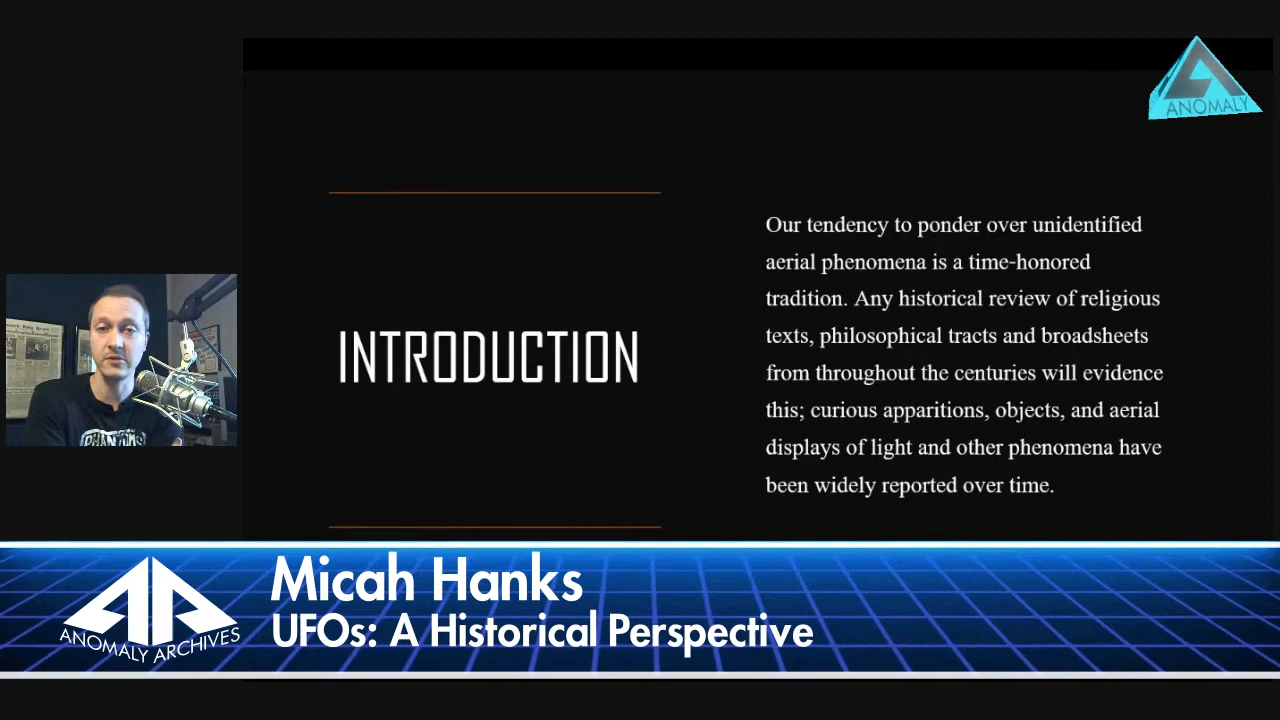 ANOMALY
INTRODUCTION
Our tendency to ponder over unidentified
aerial phenomena is a time-honored
tradition. Any historical review of religious
texts, philosophical tracts and broadsheets
from throughout the centuries will evidence
this; curious apparitions, objects, and aerial
displays of light and other phenomena have
been widely reported over time.
PHANTOMS
ANOMALY ARCHIVES
Micah Hanks
UFOs: A Historical Perspective